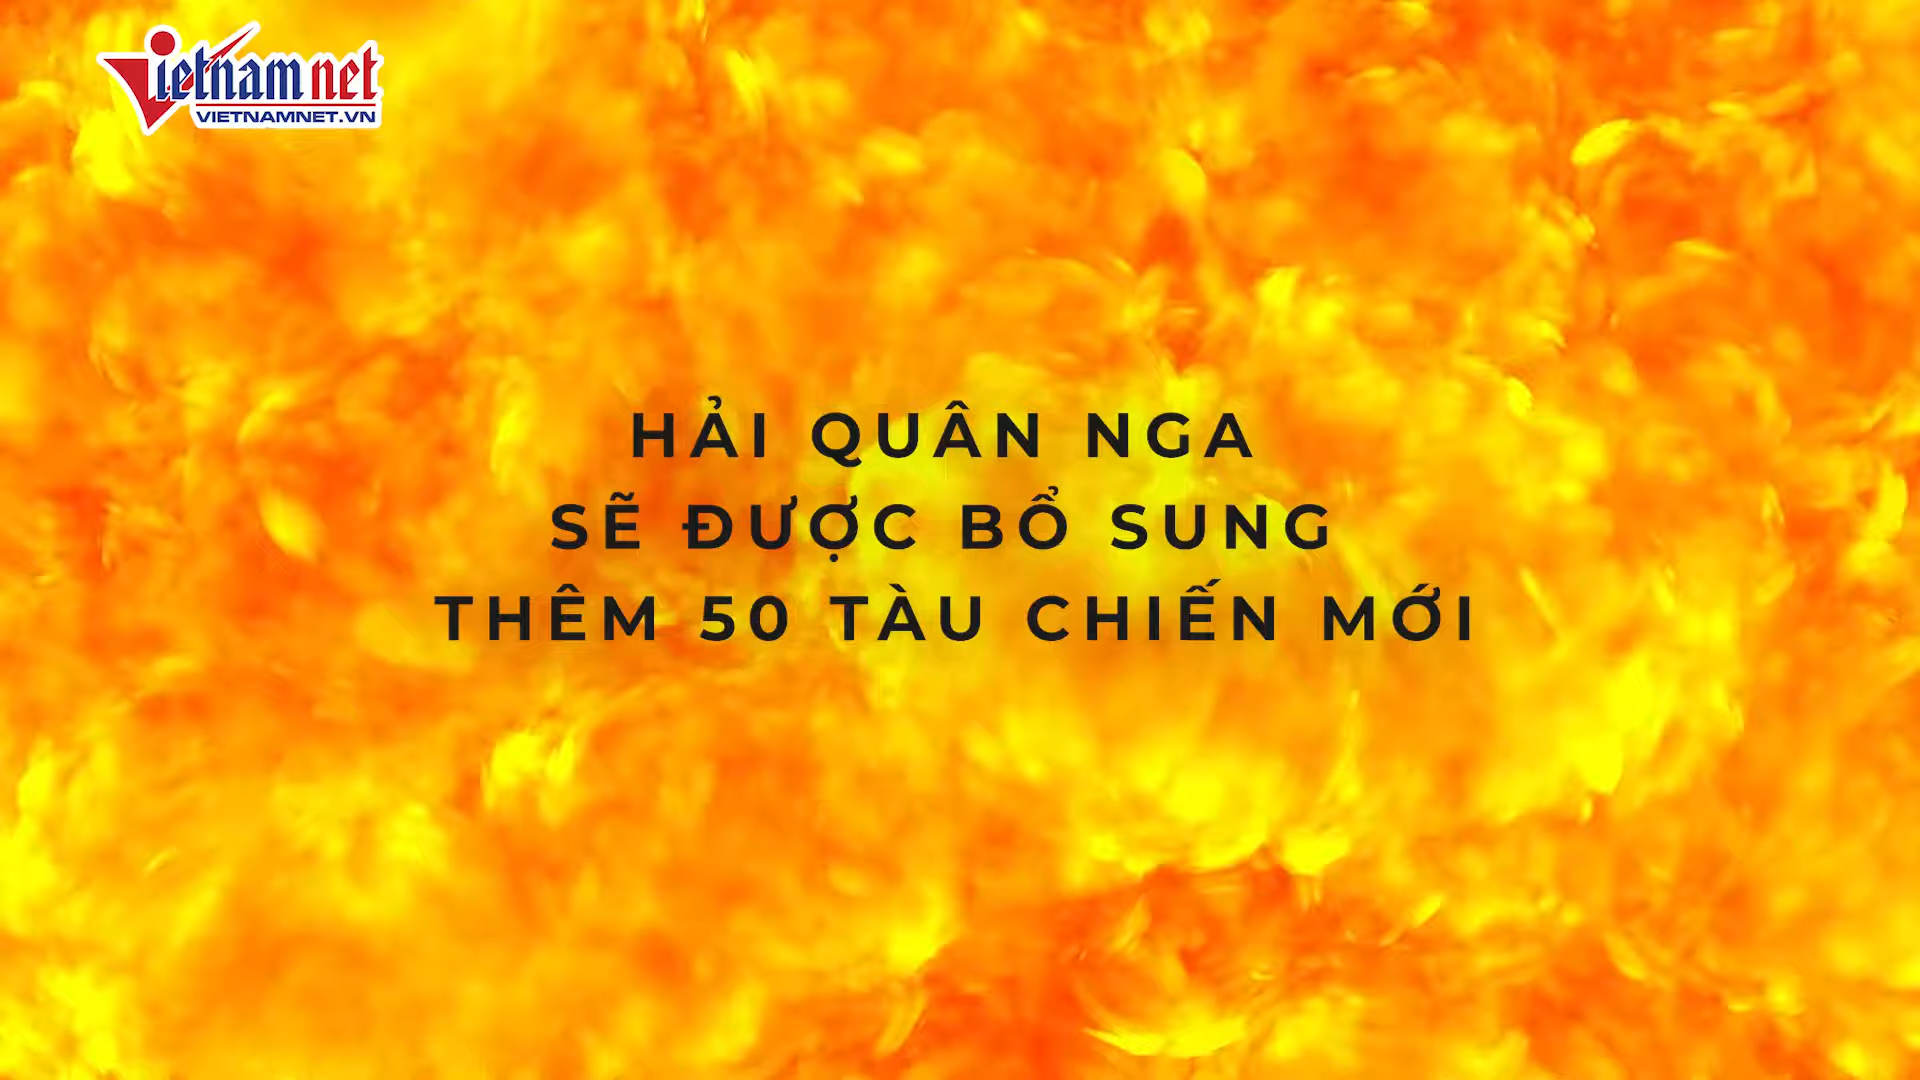 Vietnamnet
VIETNAMNET.VN
HẢI QUÂN NGA
SẼ ĐƯỢC BỔ SUNG
THÊM 50 TÀU CHIẾN MỚI